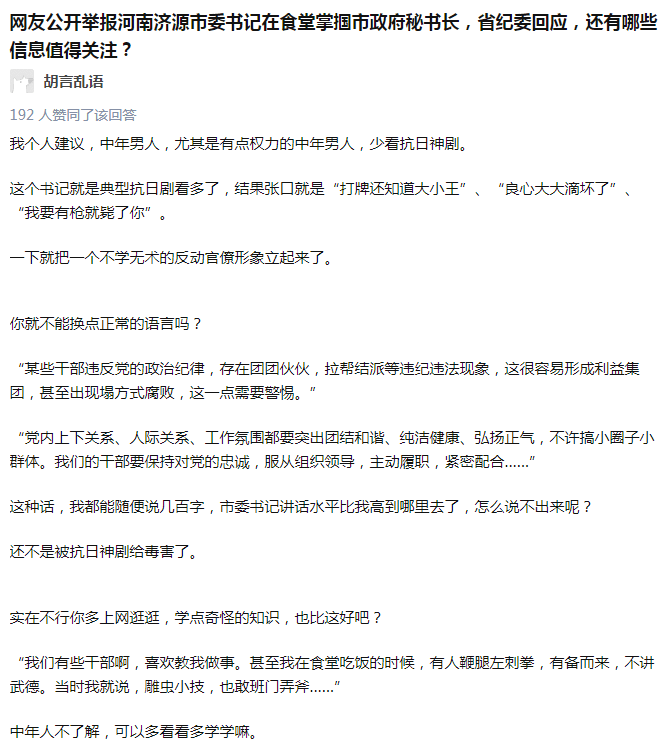 网友公开举报河南济源市委书记在食堂掌掴市政府秘书长，省纪委回应，还有哪些
信息值得关注？
胡言乱语
192 人赞同了该回答
我个人建议，中年男人，尤其是有点权力的中年男人，少看抗日神剧。
这个书记就是典型抗日剧看多了，结果张口就是“打牌还知道大小王”、“良心大大滴坏了”、
“我要有枪就毙了你”。
一下就把一个不学无术的反动官僚形象立起来了。
你就不能换点正常的语言吗？
“某些干部违反党的政治纪律，存在团团伙伙，拉帮结派等违纪违法现象，这很容易形成利益集
团，甚至出现塌方式腐败，这一点需要警惕。”
“党内上下关系、人际关系、工作氛围都要突出团结和谐、纯洁健康、弘扬正气，不许搞小圈子小
群体。我们的干部要保持对党的忠诚，服从组织领导，主动履职，紧密配合......”
这种话，我都能随便说几百字，市委书记讲话水平比我高到哪里去了，怎么说不出来呢？
还不是被抗日神剧给毒害了。
实在不行你多上网逛逛，学点奇怪的知识，也比这好吧？
“我们有些干部啊，喜欢教我做事。甚至我在食堂吃饭的时候，有人鞭腿左刺拳，有备而来，不讲
武德。当时我就说，雕虫小技，也敢班门弄斧......”
中年人不了解，可以多看看多学学嘛。